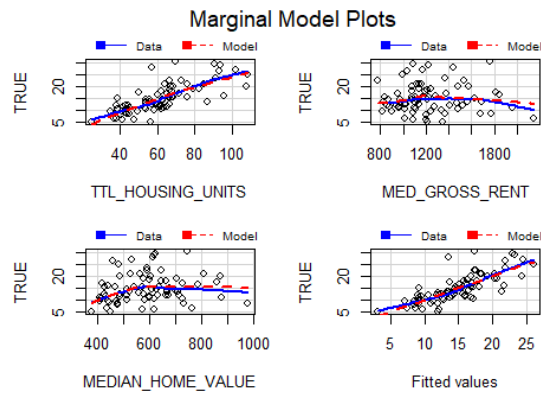 Marginal Model Plots
Data Model
TRUE
20
5
40 60 80 100
TTL_HOUSING_UNITS
Data Model
TRUE
20
5
800 1200 1800
MED_GROSS_RENT
Data Model
TRUE
20
5
400 600 800 1000
MEDIAN_HOME_VALUE
Data Model
TRUE
20
5
5 10 15 20 25
Fitted values